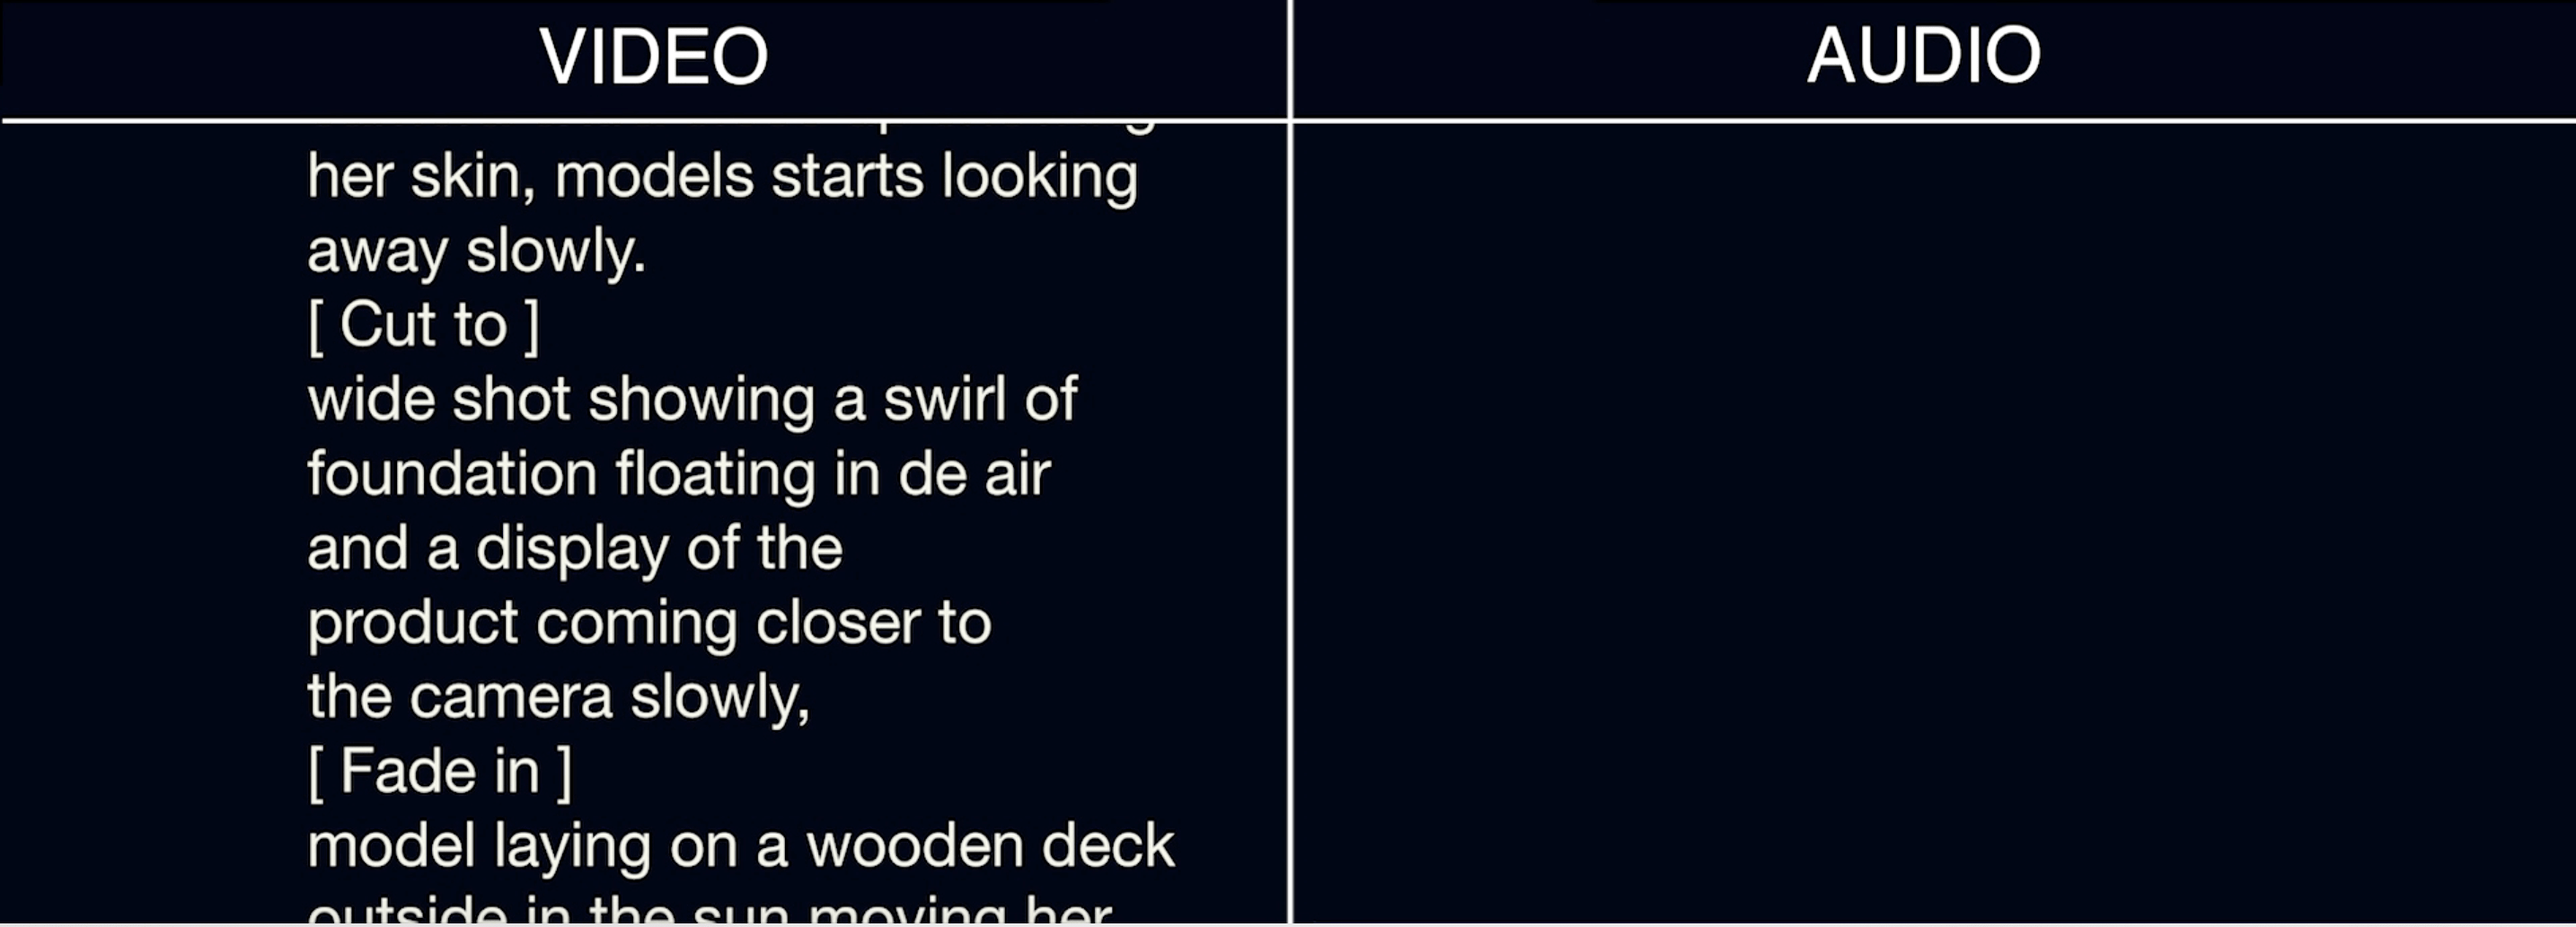 VIDEO
AUDIO
her skin, models starts looking
away slowly.
[ Cut to ]
wide shot showing a swirl of
foundation floating in de air
and a display of the
product coming closer to
the camera slowly,
[ Fade in ]
model laying on a wooden deck
outside in the sun moving her